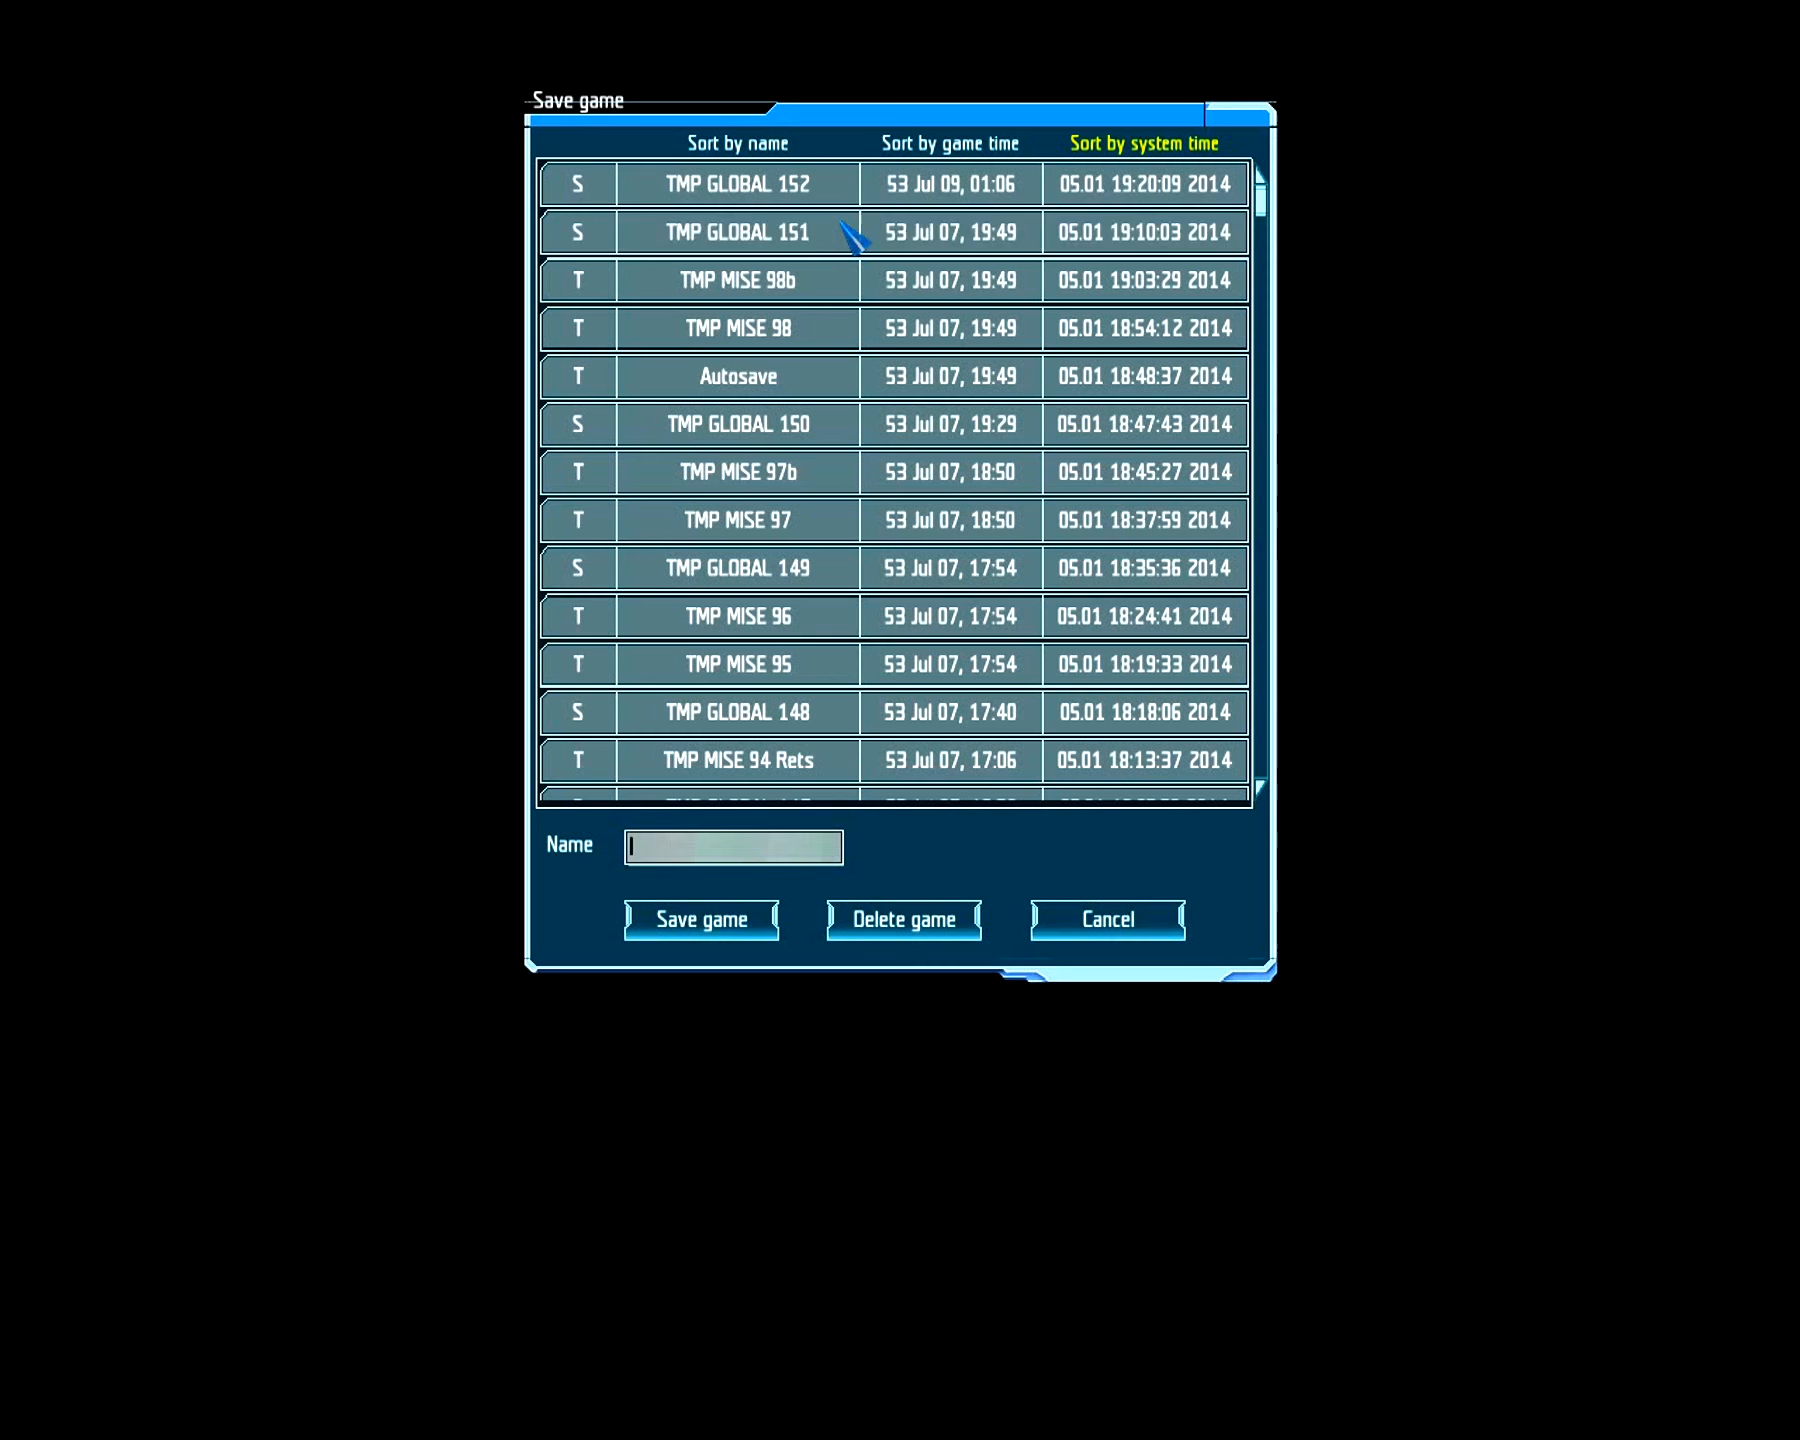 Save game
Sort by name Sort by game time Sort by system time
S TMP GLOBAL 152 53 Jul 09, 01:06 05.01 19:20:09 2014
S TMP GLOBAL 151 53 Jul 07, 19:49 05.01 19:10:03 2014
T TMP MISE 98b 53 Jul 07, 19:49 05.01 19:03:29 2014
T TMP MISE 98 53 Jul 07, 19:49 05.01 18:54:12 2014
T Autosave 53 Jul 07, 19:49 05.01 18:48:37 2014
S TMP GLOBAL 150 53 Jul 07, 19:29 05.01 18:47:43 2014
T TMP MISE 97b 53 Jul 07, 18:50 05.01 18:45:27 2014
T TMP MISE 97 53 Jul 07, 18:50 05.01 18:37:59 2014
S TMP GLOBAL 149 53 Jul 07, 17:54 05.01 18:35:36 2014
T TMP MISE 96 53 Jul 07, 17:54 05.01 18:24:41 2014
T TMP MISE 95 53 Jul 07, 17:54 05.01 18:19:33 2014
S TMP GLOBAL 148 53 Jul 07, 17:40 05.01 18:18:06 2014
T TMP MISE 94 Rets 53 Jul 07, 17:06 05.01 18:13:37 2014
Name
Save game Delete game Cancel